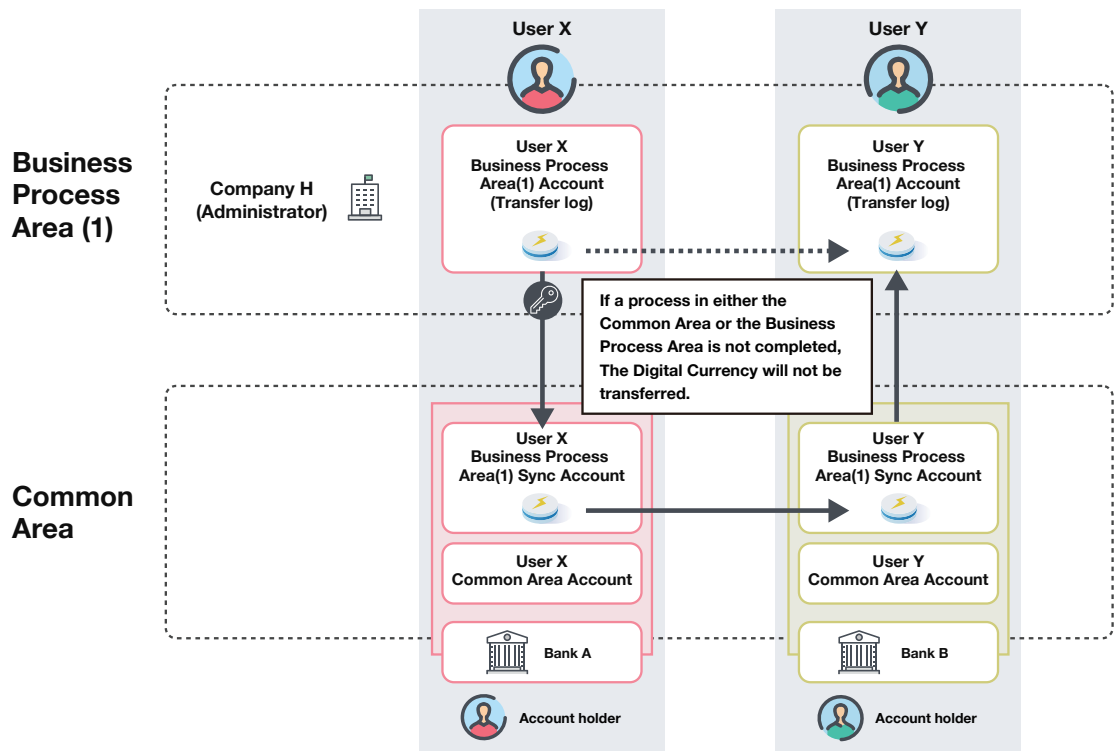 User X
User Y
Business
Process
Area (1)
Company H
(Administrator)
User X
Business Process
Area(1) Account
(Transfer log)
User Y
Business Process
Area(1) Account
(Transfer log)
If a process in either the
Common Area or the Business
Process Area is not completed,
The Digital Currency will not be
transferred.
Common
Area
User X
Business Process
Area(1) Sync Account
User Y
Business Process
Area(1) Sync Account
User X
Common Area Account
User Y
Common Area Account
Bank A
Bank B
Account holder
Account holder